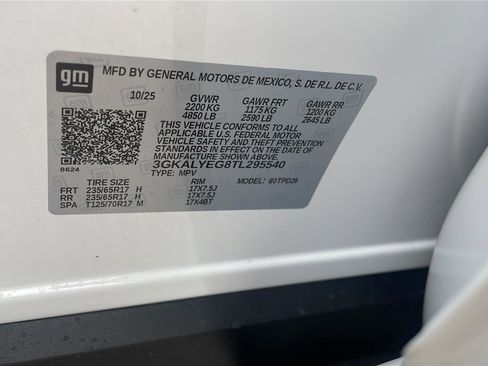 gm
MFD BY GENERAL MOTORS DE MEXICO, S. DE R.L. DE C.V.
10/25 GVWR GAWR FRT GAWR RR
2200 KG 1175 KG 1200 KG
4850 LB 2590 LB 2645 LB
THIS VEHICLE CONFORMS TO ALL
APPLICABLE U.S. FEDERAL MOTOR
VEHICLE SAFETY AND THEFT PREVENTION
STANDARDS IN EFFECT ON THE DATE OF
MANUFACTURE SHOWN ABOVE.
3GKALYEG8TL295540
8624 TYPE: MPV MODEL: 80TPD26
TIRE SIZE RIM
FRT 235/65R17 H 17X7.5J
RR 235/65R17 H 17X7.5J
SPA T125/70R17 M 17X4BT